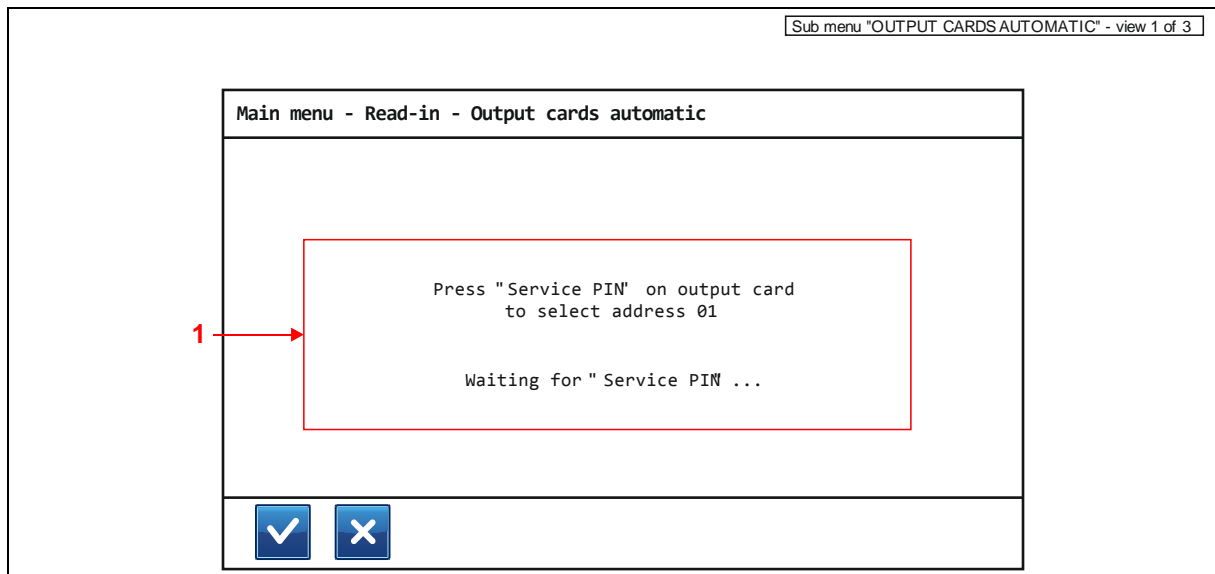 Sub menu "OUTPUT CARDS AUTOMATIC" - view 1 of 3
Main menu - Read-in - Output cards automatic
Press "Service PIN" on output card
to select address 01
1
Waiting for "Service PIN" ...